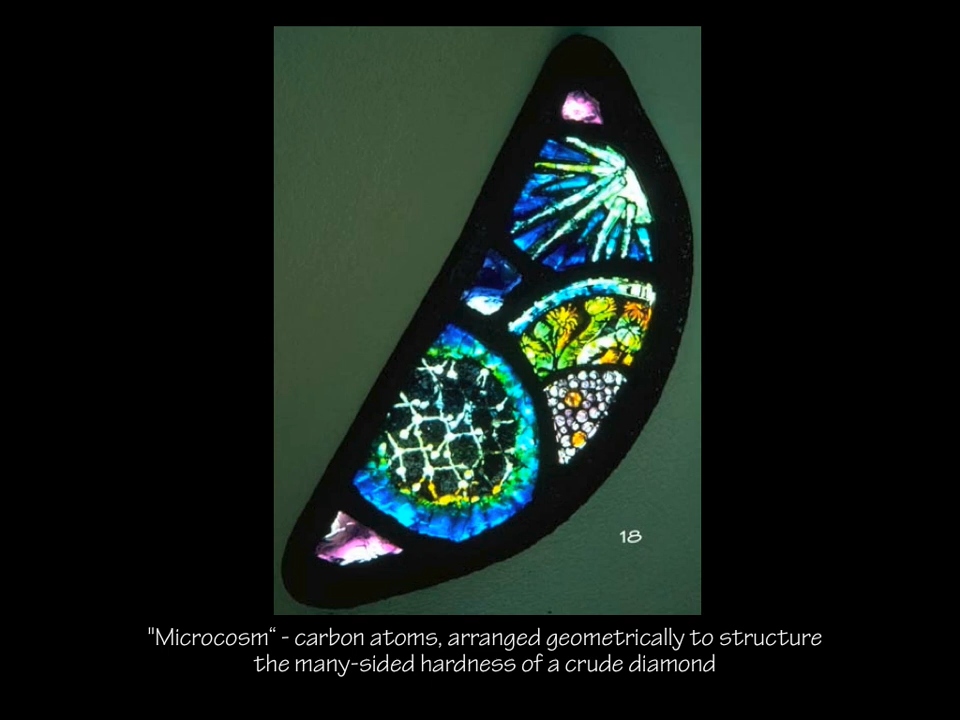 18
"Microcosm“ - carbon atoms, arranged geometrically to structure
the many-sided hardness of a crude diamond